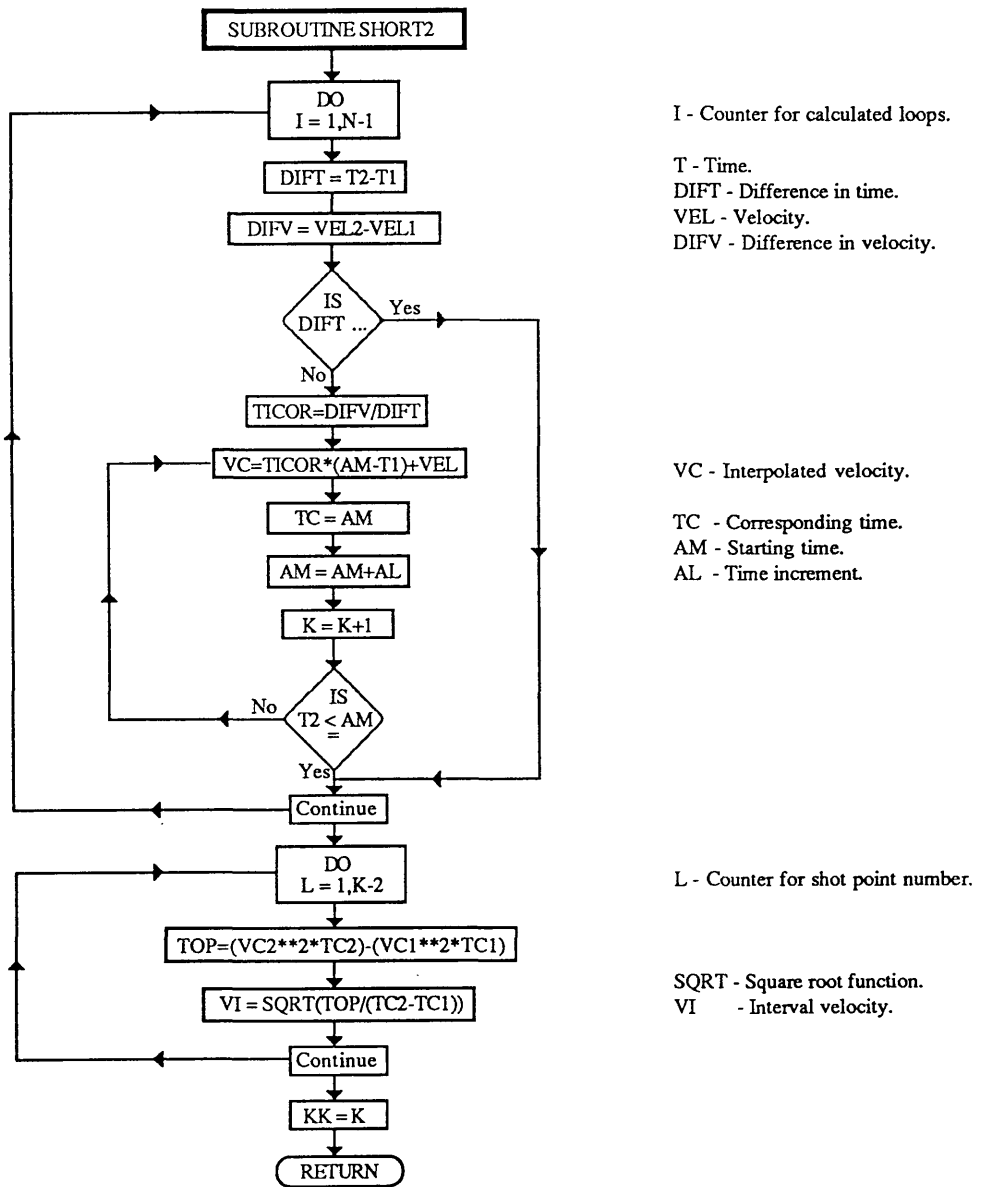 SUBROUTINE SHORT2
DO
I = 1,N-1
I - Counter for calculated loops.
DIFT = T2-T1
T - Time.
DIFT - Difference in time.
VEL - Velocity.
DIFV - Difference in velocity.
DIFV = VEL2-VEL1
IS
DIFT ...
Yes
No
TICOR=DIFV/DIFT
VC=TICOR*(AM-T1)+VEL
VC - Interpolated velocity.
TC = AM
TC - Corresponding time.
AM - Starting time.
AL - Time increment.
AM = AM+AL
K = K+1
IS
T2 < AM
=
No
Yes
Continue
DO
L = 1,K-2
L - Counter for shot point number.
TOP=(VC2**2*TC2)-(VC1**2*TC1)
VI = SQRT(TOP/(TC2-TC1))
SQRT - Square root function.
VI - Interval velocity.
Continue
KK = K
RETURN